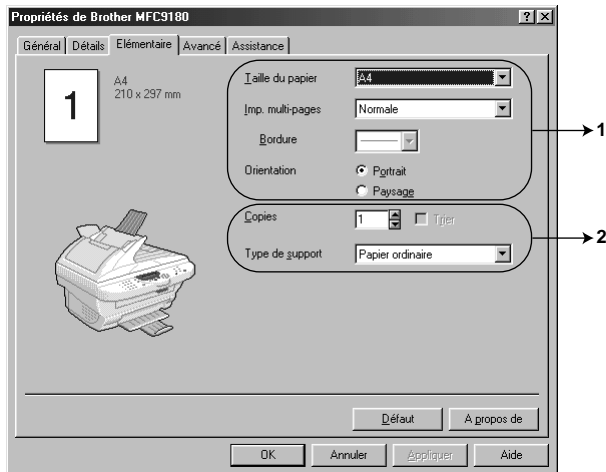 Propriétés de Brother MFC9180
Général Détails Elémentaire Avancé Assistance
1
A4
210 x 297 mm
Taille du papier A4
Imp. multi-pages Normale
Bordure
Orientation Portrait
Paysage
1
Copies 1 Trier
Type de support Papier ordinaire
2
Défaut A propos de
OK Annuler Appliquer Aide